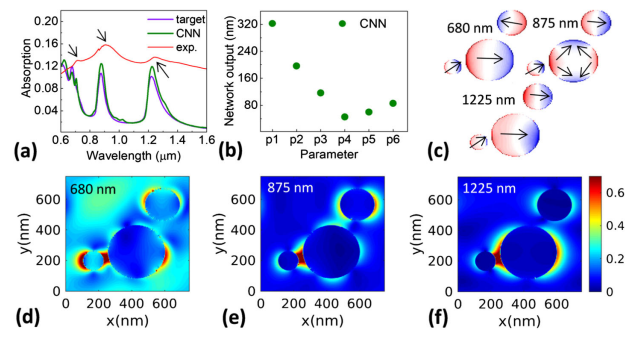 target
CNN
exp.
0.20
0.16
0.12
0.08
0.04
Absorption
0.6 0.8 1.0 1.2 1.4 1.6
Wavelength (μm)
(a)
CNN
320
240
160
80
Network output (nm)
p1 p2 p3 p4 p5 p6
Parameter
(b)
680 nm 875 nm
1225 nm
(c)
680 nm
600
400
200
0
y(nm)
0 200 400 600
x(nm)
(d)
875 nm
600
400
200
0
y(nm)
0 200 400 600
x(nm)
(e)
1225 nm
600
400
200
0
y(nm)
0 200 400 600
x(nm)
(f)
0.6
0.4
0.2
0.0